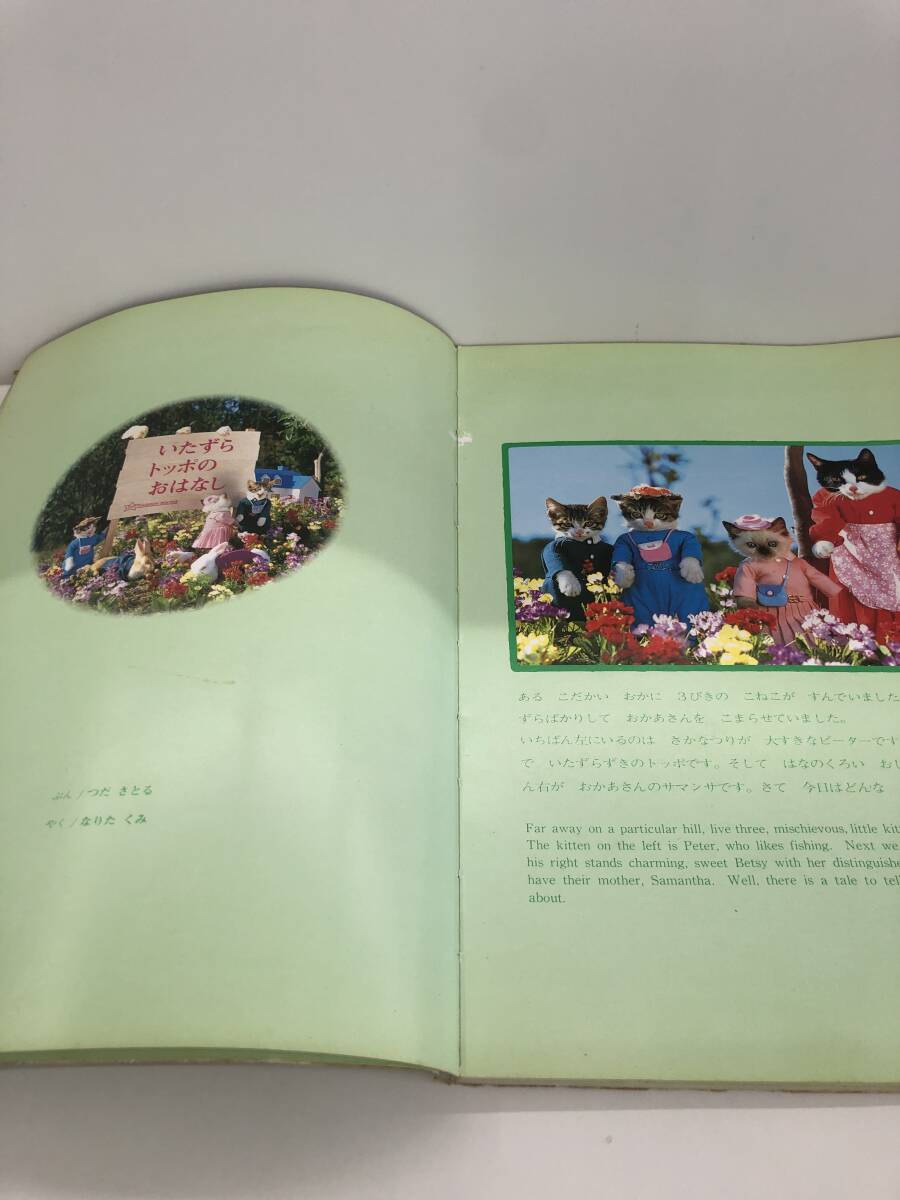 いたずら
トッポの
おはなし
ぶん/つだ さとる
やく/なりた くみ
ある こだかい おかに 3びきの こねこが すんでいました
ずらばかりして おかあさんを こまらせていました。
いちばん左にいるのは さかなつりが 大すきなピーターです
で いたずらずきのトッポです。そして はなのくろい おし
ん右が おかあさんのサマンサです。さて 今日はどんな
Far away on a particular hill, live three, mischievous, little kit
The kitten on the left is Peter, who likes fishing. Next we
his right stands charming, sweet Betsy with her distinguishe
have their mother, Samantha. Well, there is a tale to tell
about.